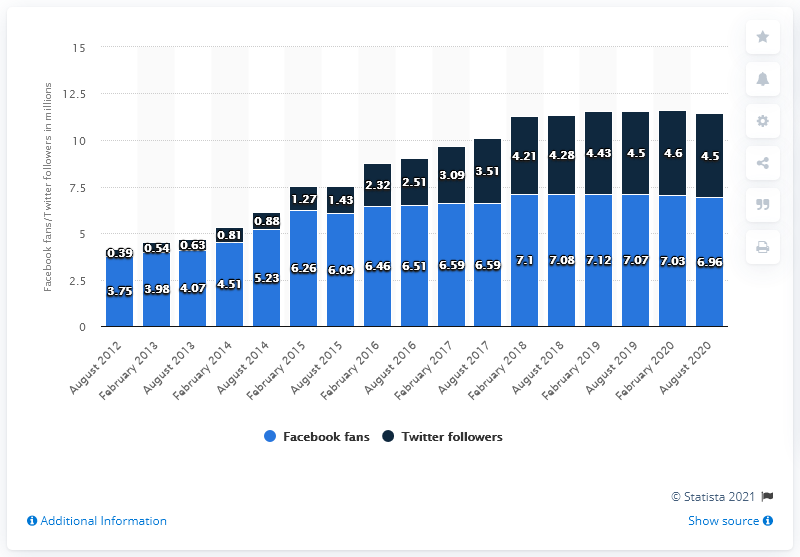 15
12.5
10
7.5
5
2.5
0
Facebook fans/Twitter followers in millions
0.39 0.54 0.63 0.81 0.88 1.27 1.43 2.32 2.51 3.09 3.51 4.21 4.28 4.43 4.5 4.6 4.5
3.75 3.98 4.07 4.51 5.23 6.26 6.09 6.46 6.51 6.59 6.59 7.1 7.08 7.12 7.07 7.03 6.96
August 2012
February 2013
August 2013
February 2014
August 2014
February 2015
August 2015
February 2016
August 2016
February 2017
August 2017
February 2018
August 2018
February 2019
August 2019
February 2020
August 2020
Facebook fans Twitter followers
© Statista 2021
Additional Information Show source